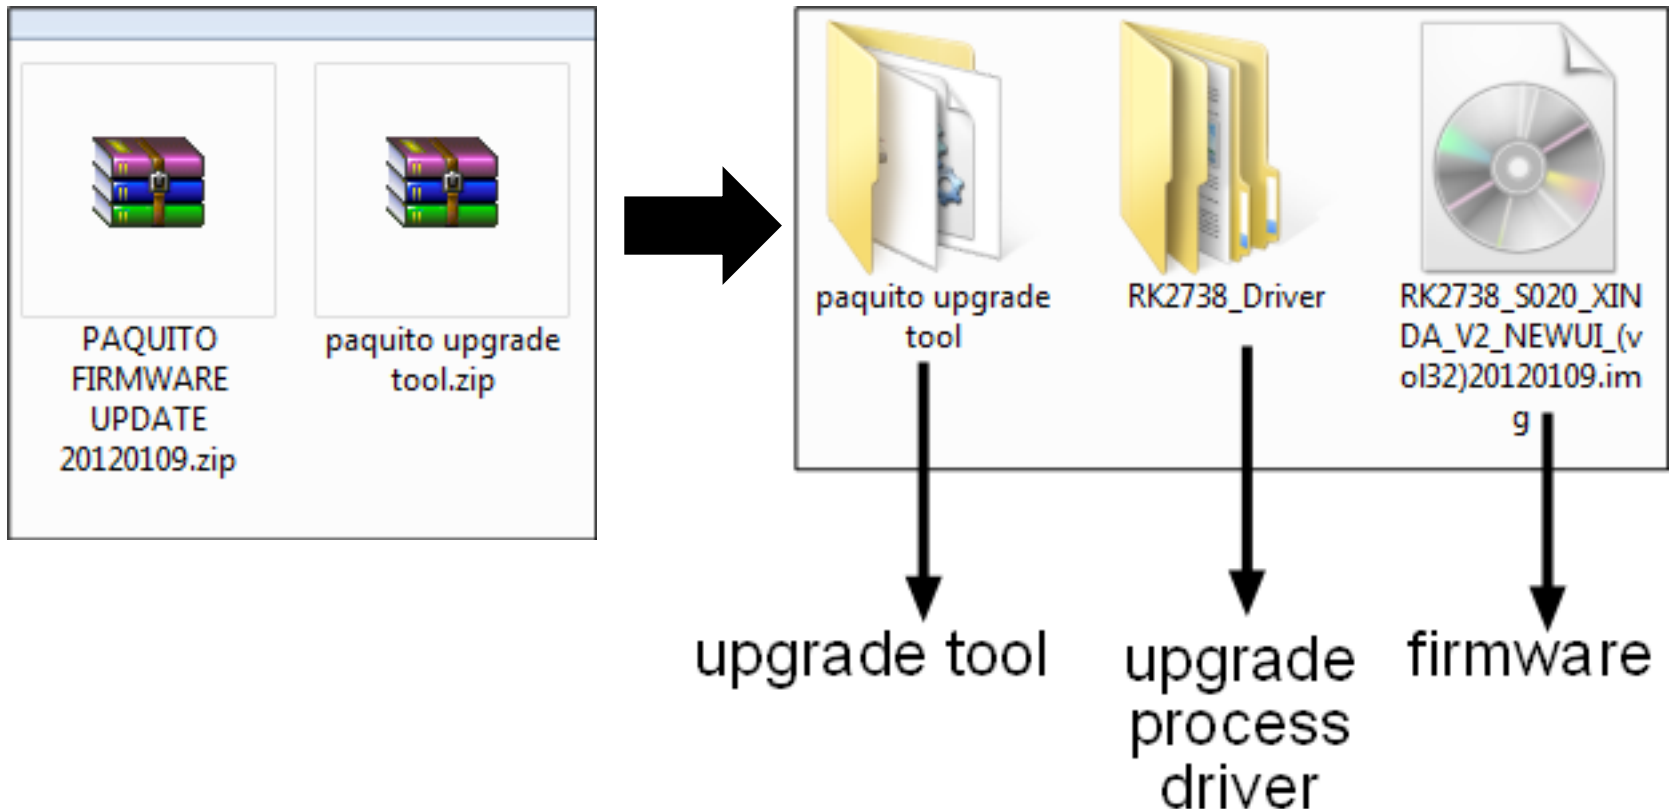 PAQUITO
FIRMWARE
UPDATE
20120109.zip
paquito upgrade
tool.zip
paquito upgrade
tool
RK2738_Driver
RK2738_S020_XIN
DA_V2_NEWUI_(v
ol32)20120109.im
g
upgrade tool
upgrade
process
driver
firmware